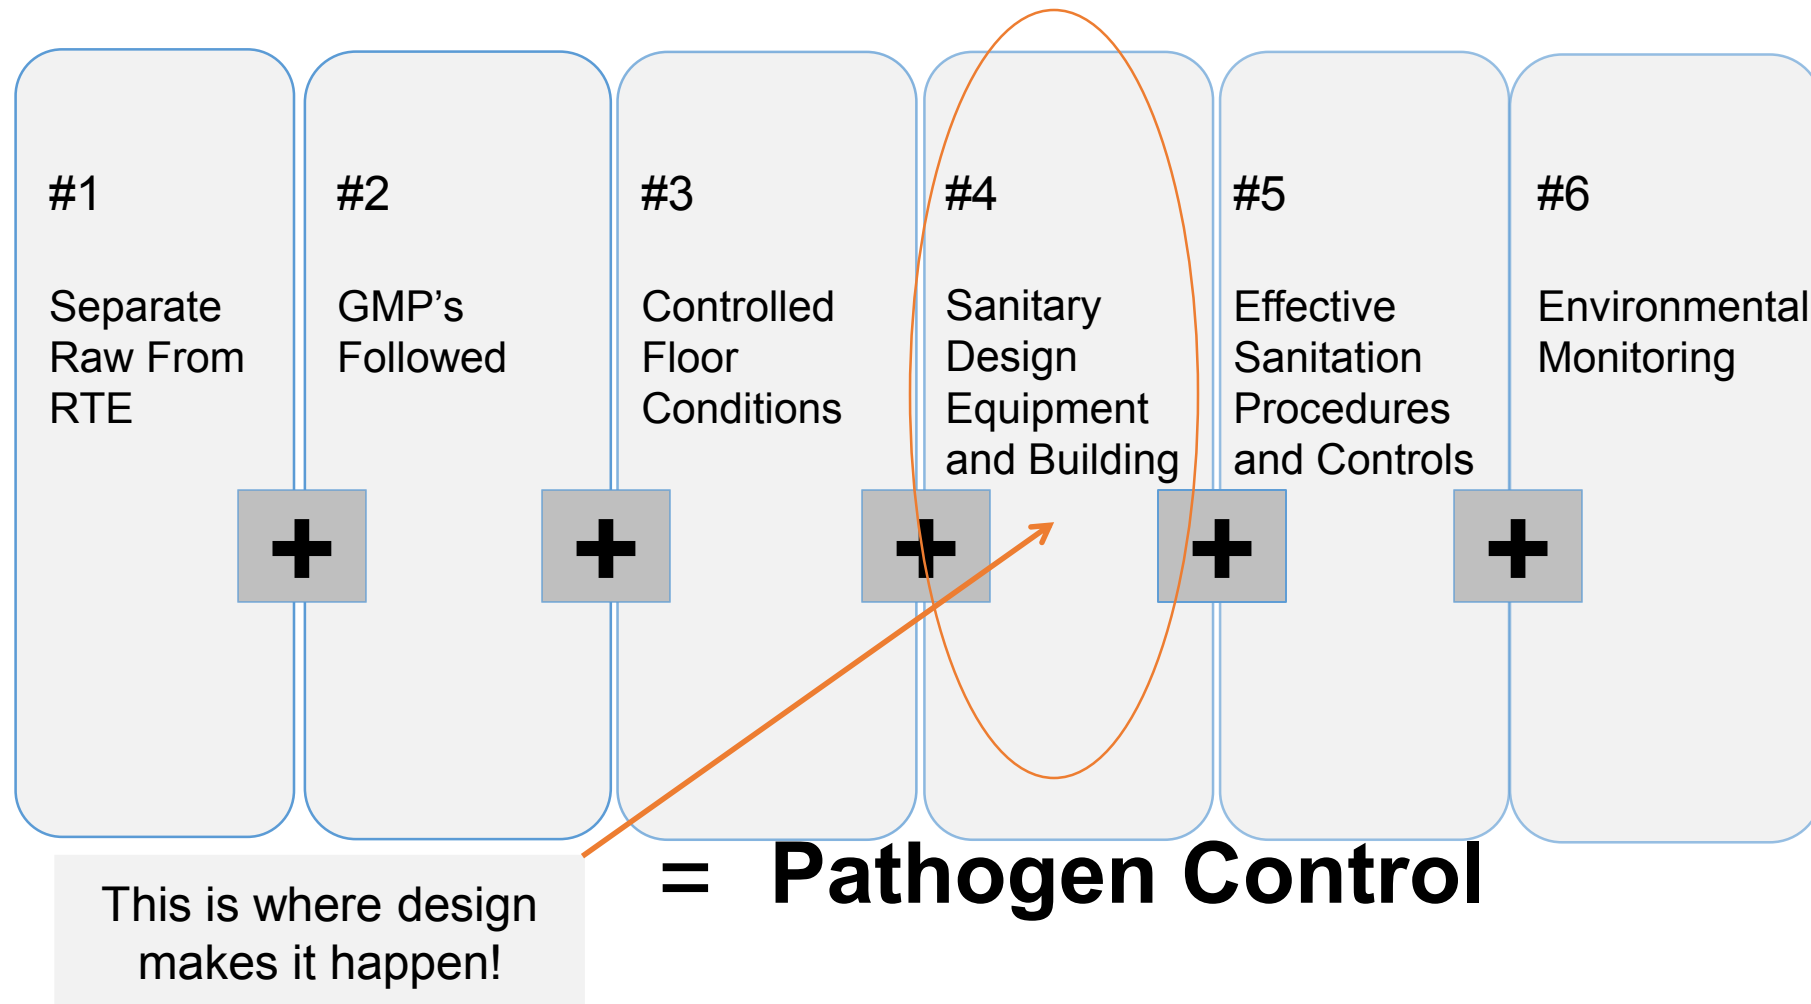 #1
Separate
Raw From
RTE
#2
GMP's
Followed
#3
Controlled
Floor
Conditions
#4
Sanitary
Design
Equipment
and Building
#5
Effective
Sanitation
Procedures
and Controls
#6
Environmental
Monitoring
+
+
+
+
+
= Pathogen Control
This is where design
makes it happen!